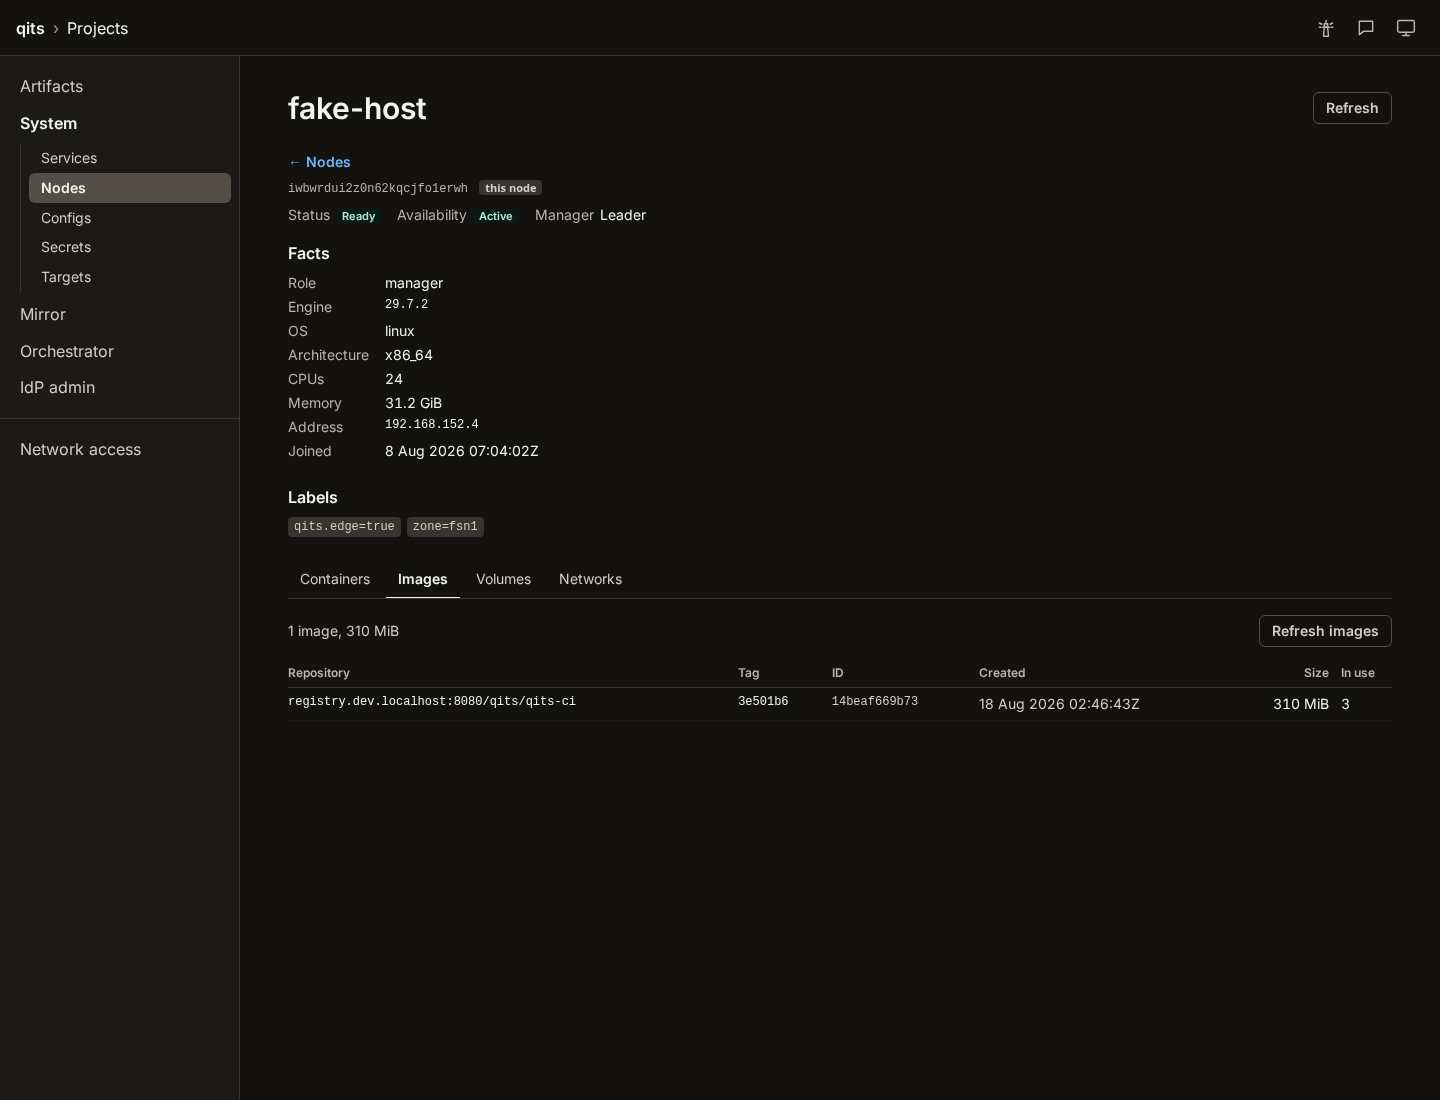 qits › Projects
Artifacts
System
Services
Nodes
Configs
Secrets
Targets
Mirror
Orchestrator
IdP admin
Network access
fake-host
Refresh
← Nodes
iwbwrdui2z0n62kqcjfo1erwh this node
Status Ready Availability Active Manager Leader
Facts
Role manager
Engine 29.7.2
OS linux
Architecture x86_64
CPUs 24
Memory 31.2 GiB
Address 192.168.152.4
Joined 8 Aug 2026 07:04:02Z
Labels
qits.edge=true zone=fsn1
Containers Images Volumes Networks
1 image, 310 MiB
Refresh images
Repository Tag ID Created Size In use
registry.dev.localhost:8080/qits/qits-ci 3e501b6 14beaf669b73 18 Aug 2026 02:46:43Z 310 MiB 3